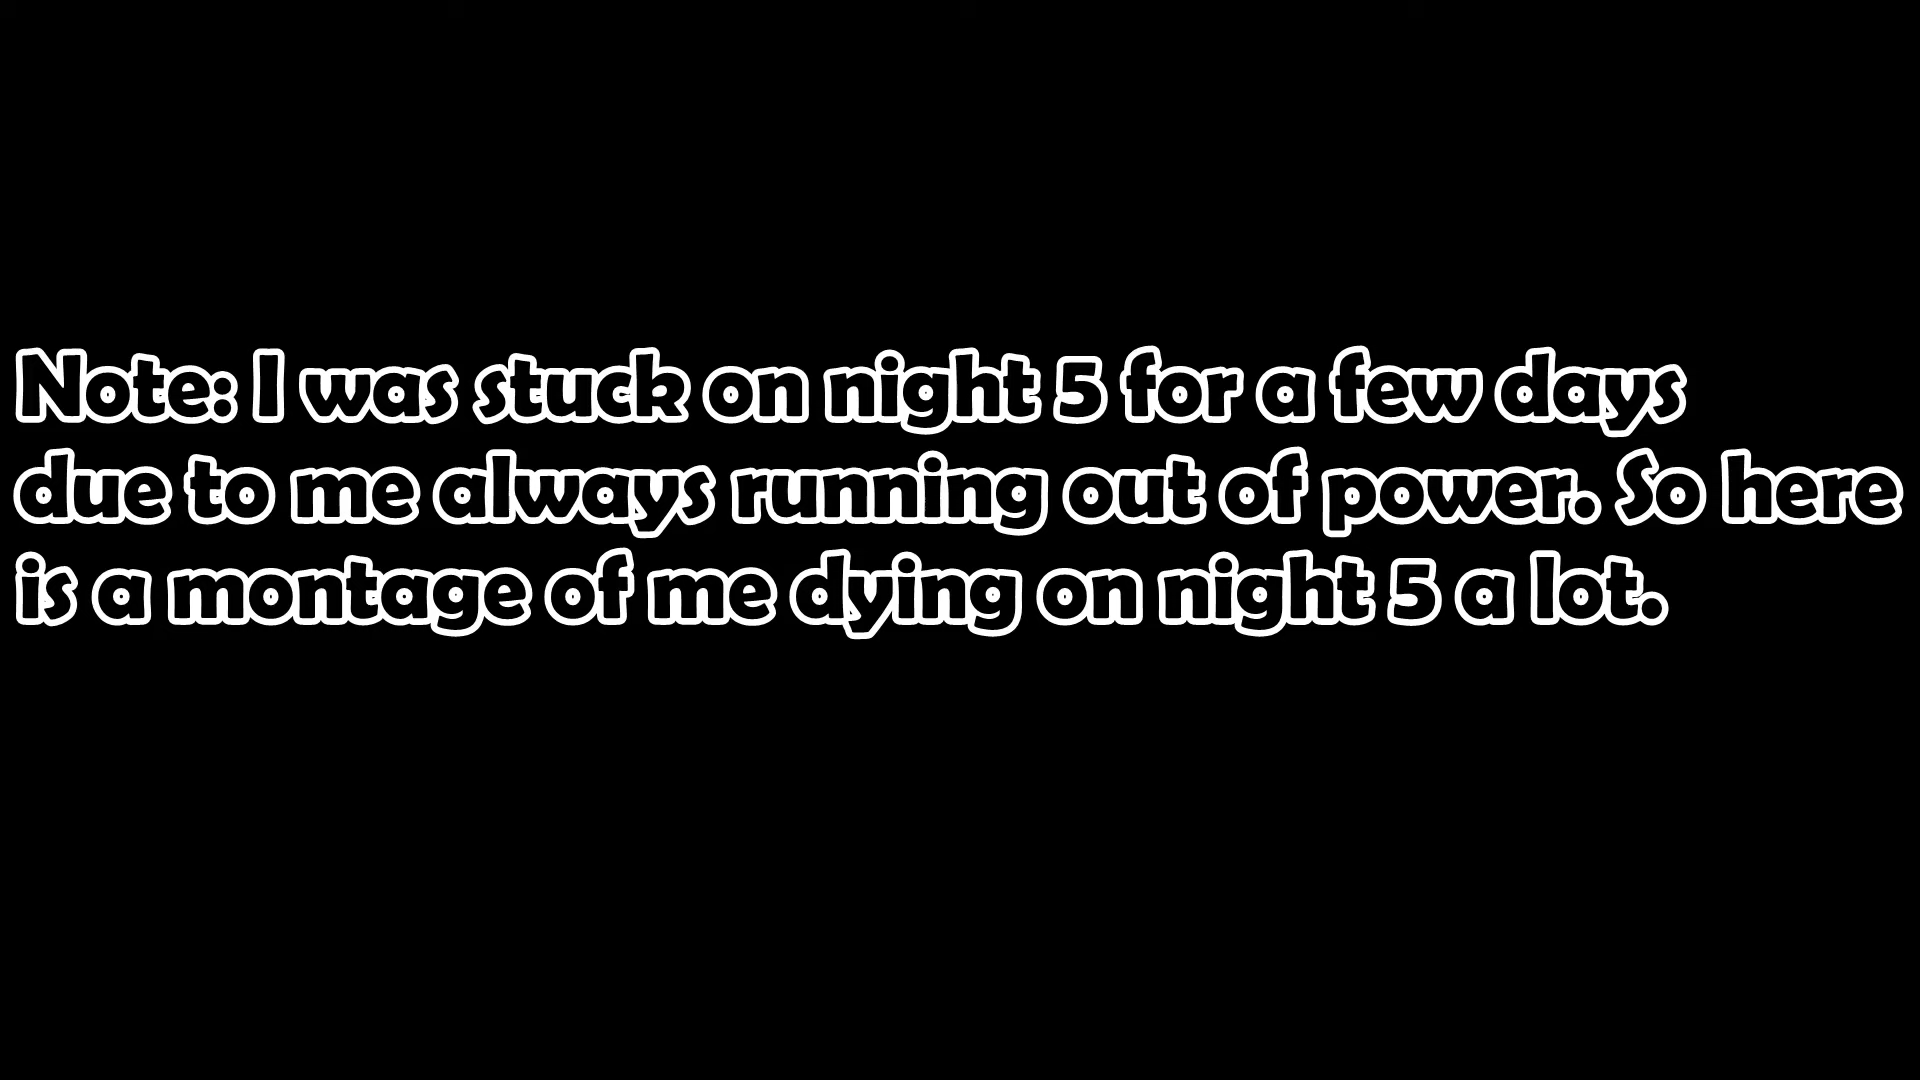 Note: I was stuck on night 5 for a few days
due to me always running out of power. So here
is a montage of me dying on night 5 a lot.